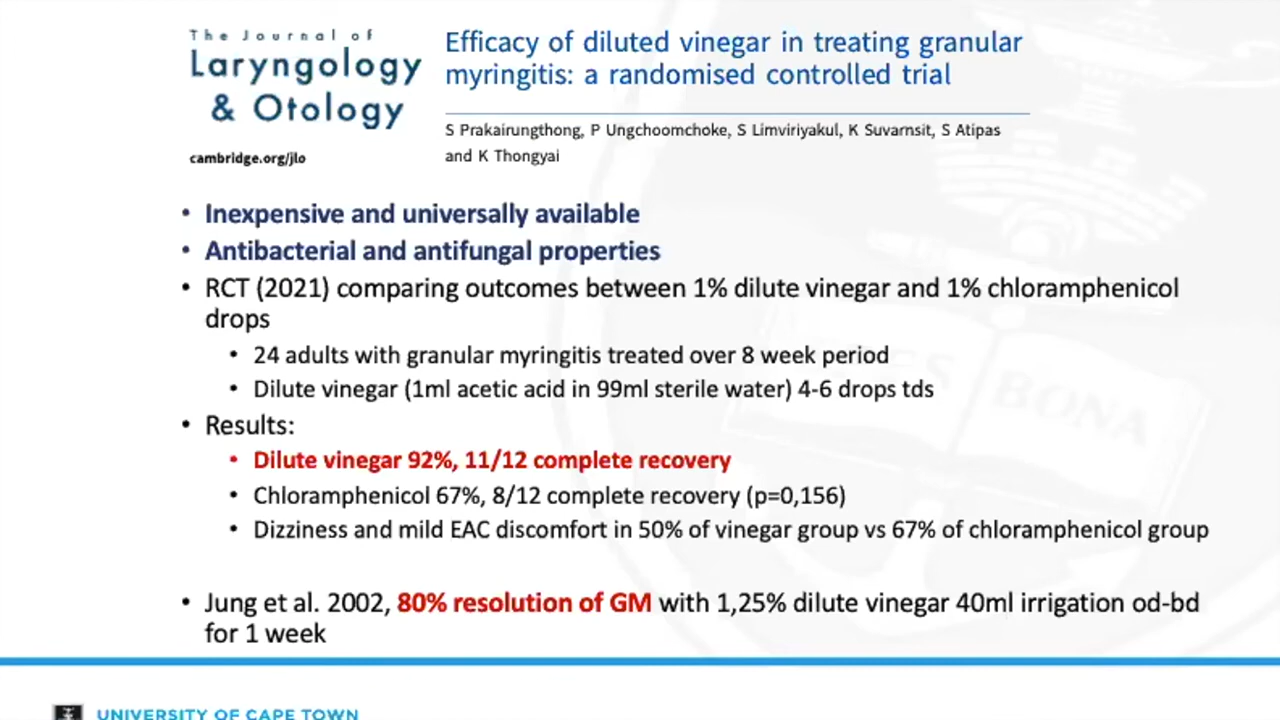 The Journal of
Laryngology
& Otology
cambridge.org/jlo
Efficacy of diluted vinegar in treating granular
myringitis: a randomised controlled trial
S Prakairungthong, P Ungchoomchoke, S Limviriyakul, K Suvarnsit, S Atipas
and K Thongyai
• Inexpensive and universally available
• Antibacterial and antifungal properties
• RCT (2021) comparing outcomes between 1% dilute vinegar and 1% chloramphenicol
drops
• 24 adults with granular myringitis treated over 8 week period
• Dilute vinegar (1ml acetic acid in 99ml sterile water) 4-6 drops tds
• Results:
• Dilute vinegar 92%, 11/12 complete recovery
• Chloramphenicol 67%, 8/12 complete recovery (p=0,156)
• Dizziness and mild EAC discomfort in 50% of vinegar group vs 67% of chloramphenicol group
• Jung et al. 2002, 80% resolution of GM with 1,25% dilute vinegar 40ml irrigation od-bd
for 1 week
BONA
UNIVERSITY OF CAPE TOWN